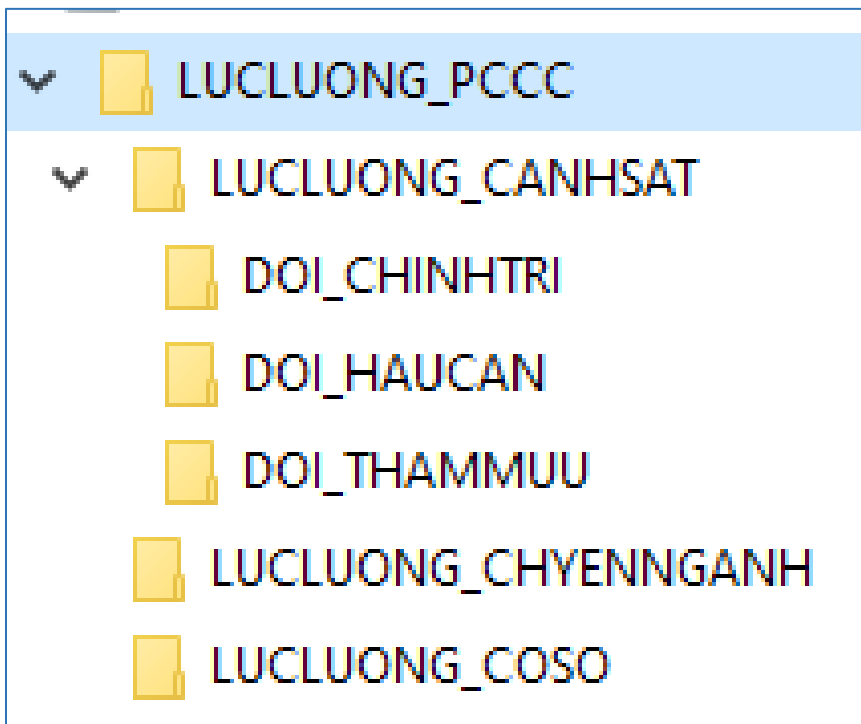 LUCLUONG_PCCC
LUCLUONG_CANHSAT
DOI_CHINHTRI
DOI_HAUCAN
DOI_THAMMUU
LUCLUONG_CHYENNGANH
LUCLUONG_COSO